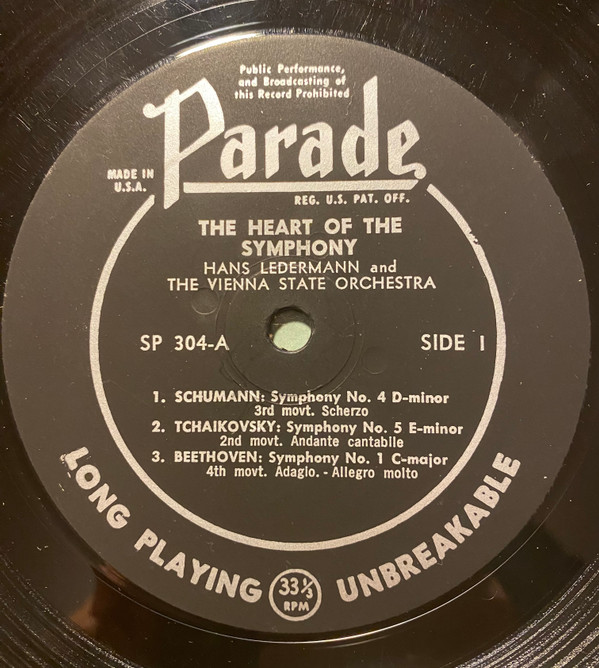 Public Performance,
and Broadcasting of
this Record Prohibited
Parade
MADE IN
U.S.A.
REG. U.S. PAT. OFF.
THE HEART OF THE
SYMPHONY
HANS LEDERMANN and
THE VIENNA STATE ORCHESTRA
SP 304-A
SIDE 1
1. SCHUMANN: Symphony No. 4 D-minor
3rd movt. Scherzo
2. TCHAIKOVSKY: Symphony No. 5 E-minor
2nd movt. Andante cantabile
3. BEETHOVEN: Symphony No. 1 C-major
4th movt. Adagio. - Allegro molto
LONG PLAYING
33⅓
RPM
UNBREAKABLE